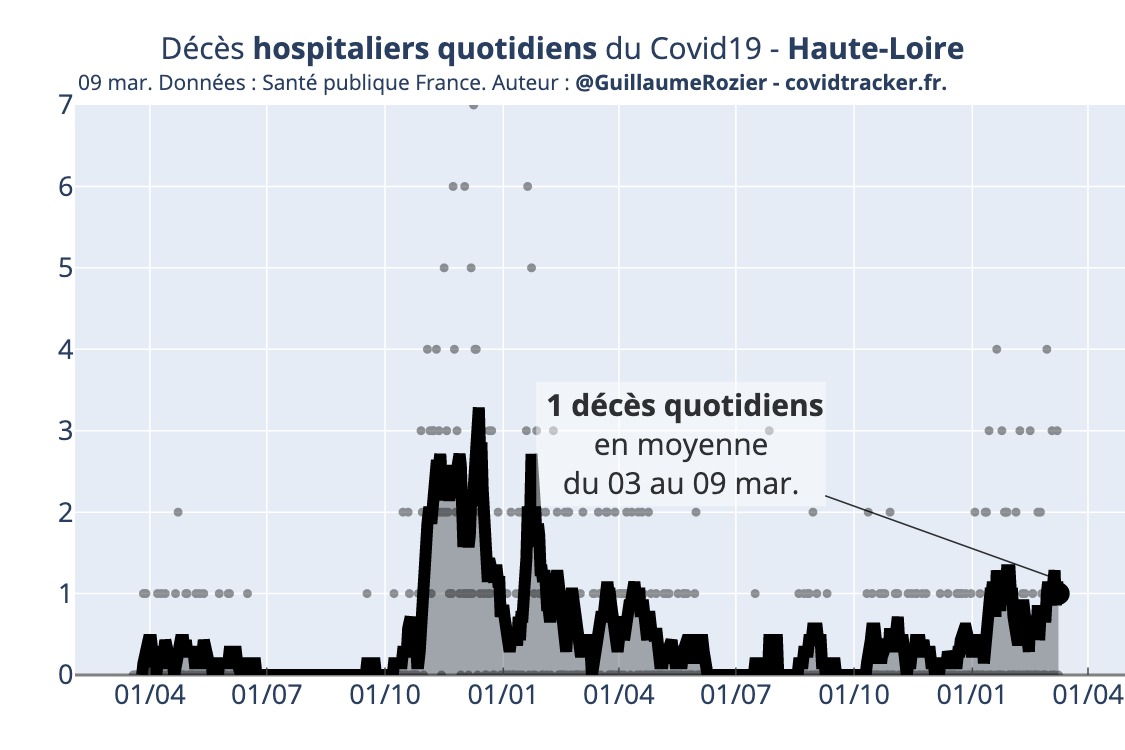 Décès hospitaliers quotidiens du Covid19 - Haute-Loire
09 mar. Données : Santé publique France. Auteur : @GuillaumeRozier - covidtracker.fr.
7
6
5
4
1 décès quotidiens
3
en moyenne
du 03 au 09 mar.
2
1
0
01/04 01/07 01/10 01/01 01/04 01/07 01/10 01/01 01/04